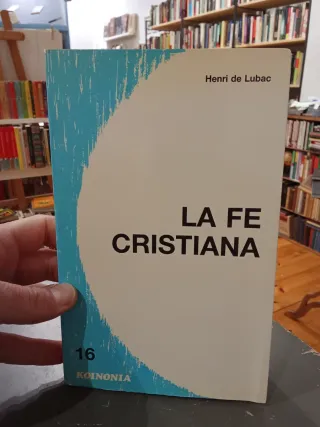 Henri de Lubac
LA FE
CRISTIANA
16
KOINONIA